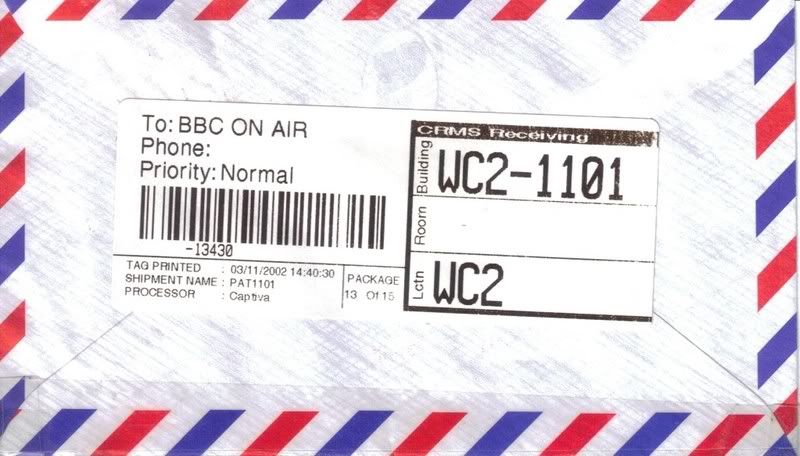 To: BBC ON AIR
Phone:
Priority: Normal
-13430
TAG PRINTED : 03/11/2002 14:40:30
SHIPMENT NAME : PAT1101
PROCESSOR : Captiva
PACKAGE
13 Of 15
CRMS Receiving
Building WC2-1101
Room
Lctn WC2